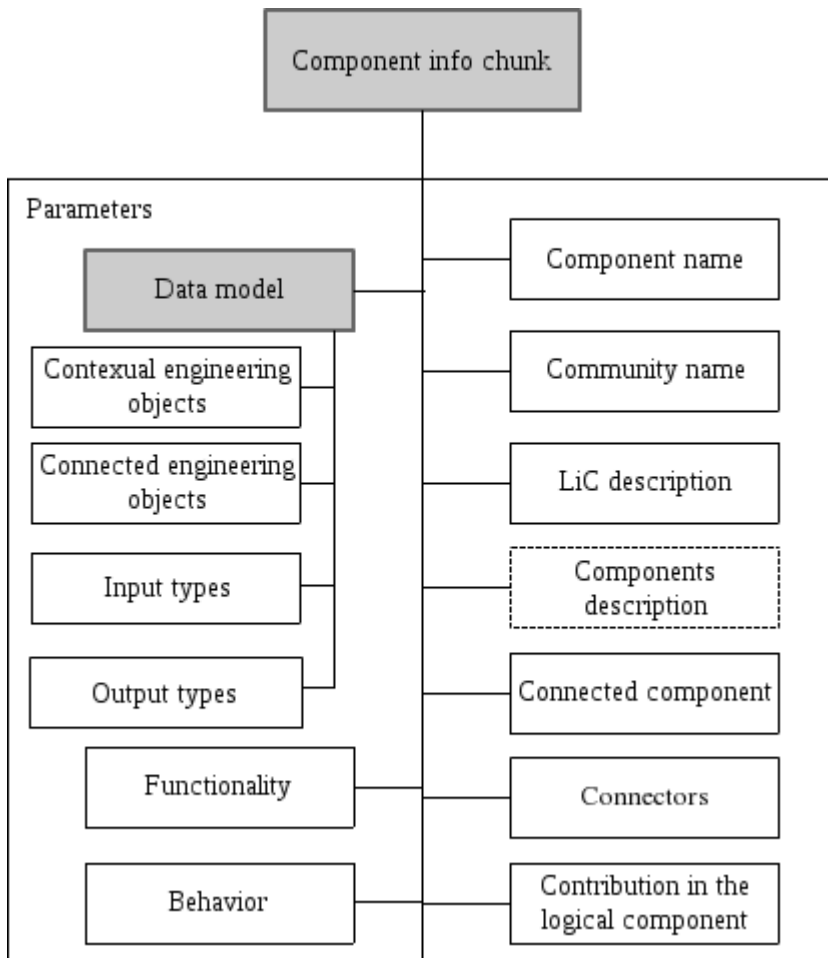 Component info chunk
Parameters
Data model
Contexual engineering
objects
Connected engineering
objects
Input types
Output types
Functionality
Behavior
Component name
Community name
LiC description
Components
description
Connected component
Connectors
Contribution in the
logical component